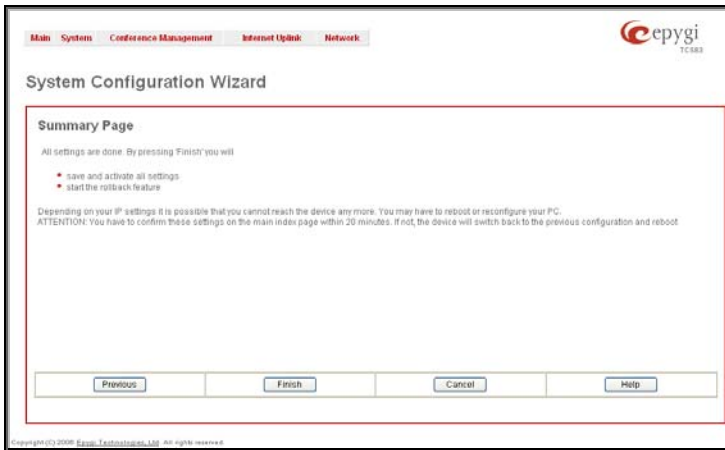 Main System Conference Management Internet Uplink Network
epygi
System Configuration Wizard
Summary Page
All settings are done. By pressing 'Finish' you will
save and activate all settings
start the rollback feature
Depending on your IP settings it is possible that you cannot reach the device any more. You may have to reboot or reconfigure your PC.
ATTENTION: You have to confirm these settings on the main index page within 20 minutes. If not, the device will switch back to the previous configuration and reboot
Previous Finish Cancel Help
Copyright (C) 2008 Epygi Technologies, Ltd. All rights reserved.